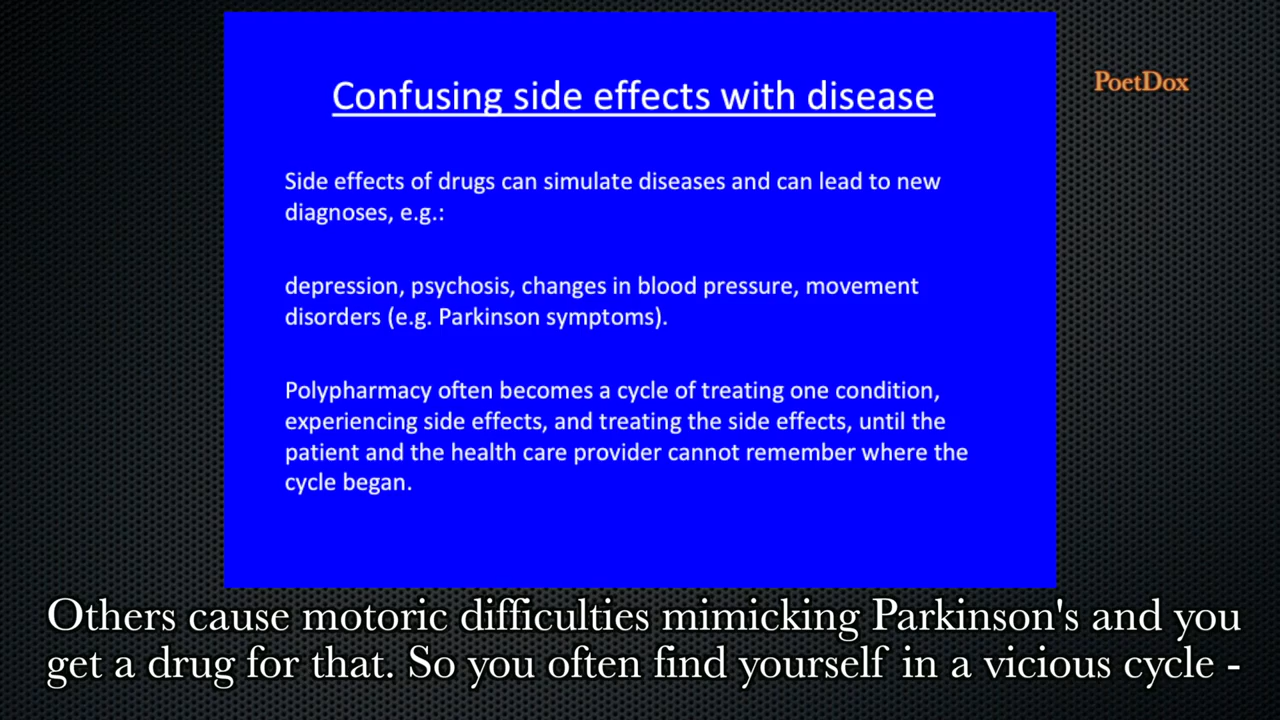 Confusing side effects with disease
PoetDox
Side effects of drugs can simulate diseases and can lead to new
diagnoses, e.g.:
depression, psychosis, changes in blood pressure, movement
disorders (e.g. Parkinson symptoms).
Polypharmacy often becomes a cycle of treating one condition,
experiencing side effects, and treating the side effects, until the
patient and the health care provider cannot remember where the
cycle began.
Others cause motoric difficulties mimicking Parkinson's and you
get a drug for that. So you often find yourself in a vicious cycle -